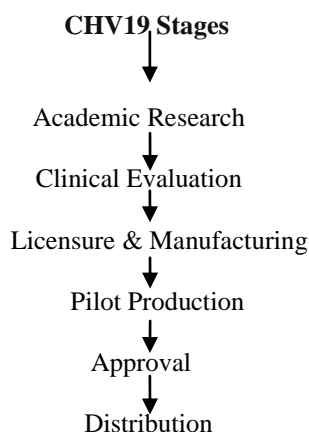 CHV19 Stages
Academic Research
Clinical Evaluation
Licensure & Manufacturing
Pilot Production
Approval
Distribution